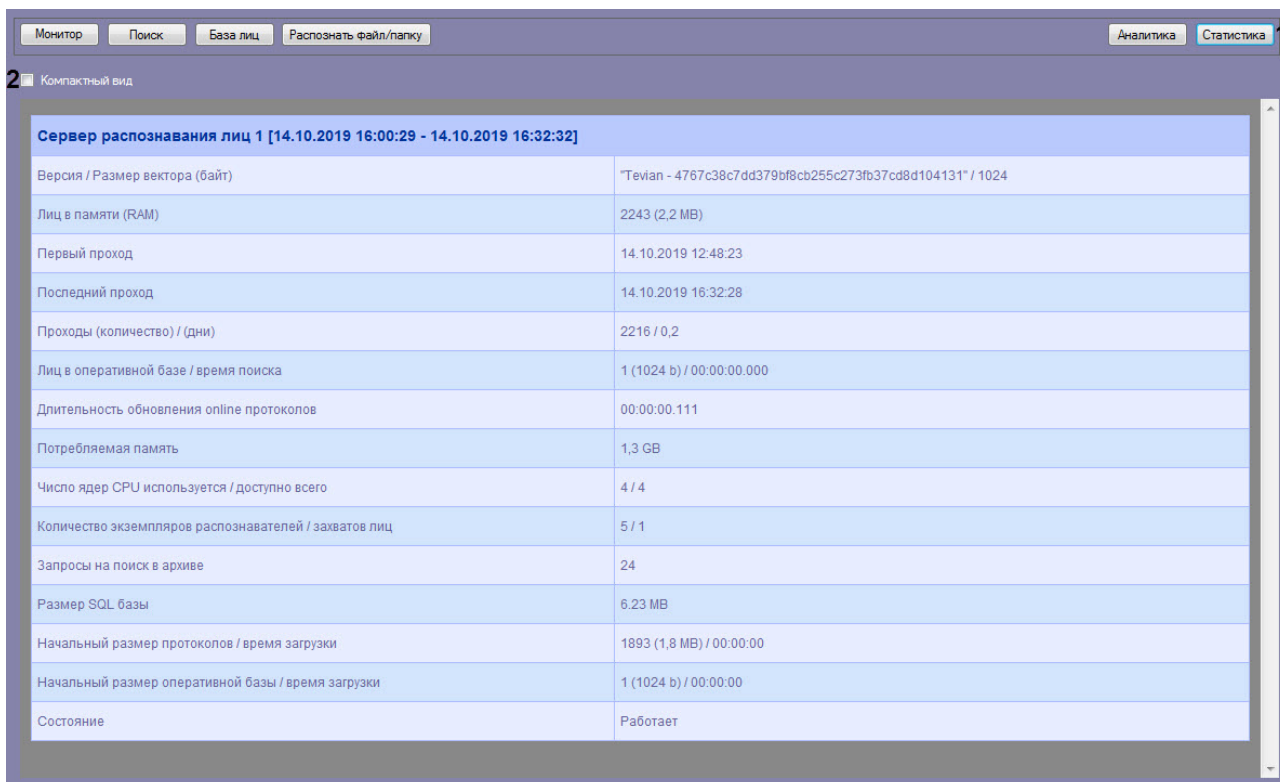 Монитор Поиск База лиц Распознать файл/папку Аналитика Статистика 1
2 Компактный вид
Сервер распознавания лиц 1 [14.10.2019 16:00:29 - 14.10.2019 16:32:32]
Версия / Размер вектора (байт) "Tevian - 4767c38c7dd379bf8cb255c273fb37cd8d104131" / 1024
Лиц в памяти (RAM) 2243 (2,2 MB)
Первый проход 14.10.2019 12:48:23
Последний проход 14.10.2019 16:32:28
Проходы (количество) / (дни) 2216 / 0,2
Лиц в оперативной базе / время поиска 1 (1024 b) / 00:00:00.000
Длительность обновления online протоколов 00:00:00.111
Потребляемая память 1,3 GB
Число ядер CPU используется / доступно всего 4 / 4
Количество экземпляров распознавателей / захватов лиц 5 / 1
Запросы на поиск в архиве 24
Размер SQL базы 6.23 MB
Начальный размер протоколов / время загрузки 1893 (1,8 MB) / 00:00:00
Начальный размер оперативной базы / время загрузки 1 (1024 b) / 00:00:00
Состояние Работает